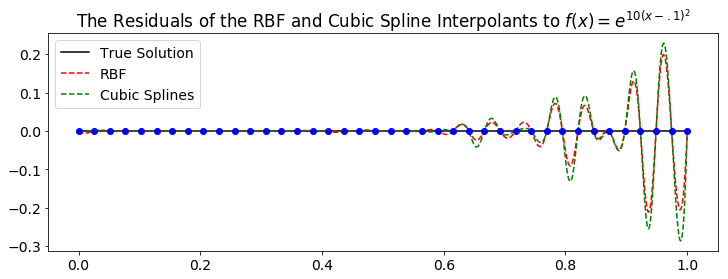 The Residuals of the RBF and Cubic Spline Interpolants to $f(x) = e^{10(x-.1)^2}$
True Solution
RBF
Cubic Splines
0.2
0.1
0.0
−0.1
−0.2
−0.3
0.0 0.2 0.4 0.6 0.8 1.0